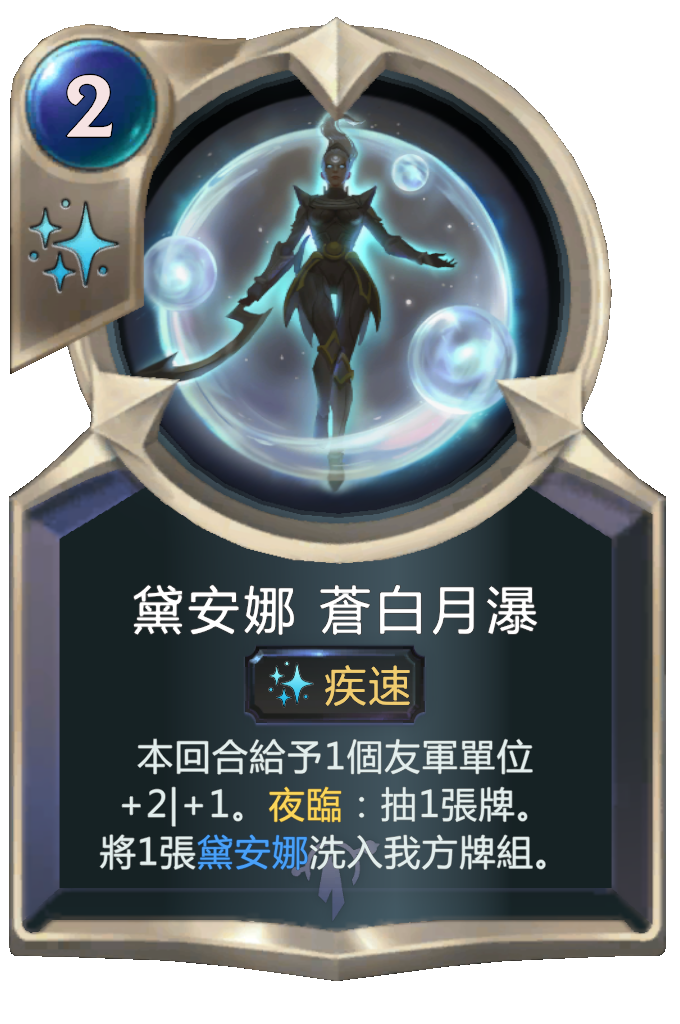 2
黛安娜 蒼白月瀑
疾速
本回合給予1個友軍單位
+2|+1。夜臨：抽1張牌。
將1張黛安娜洗入我方牌組。